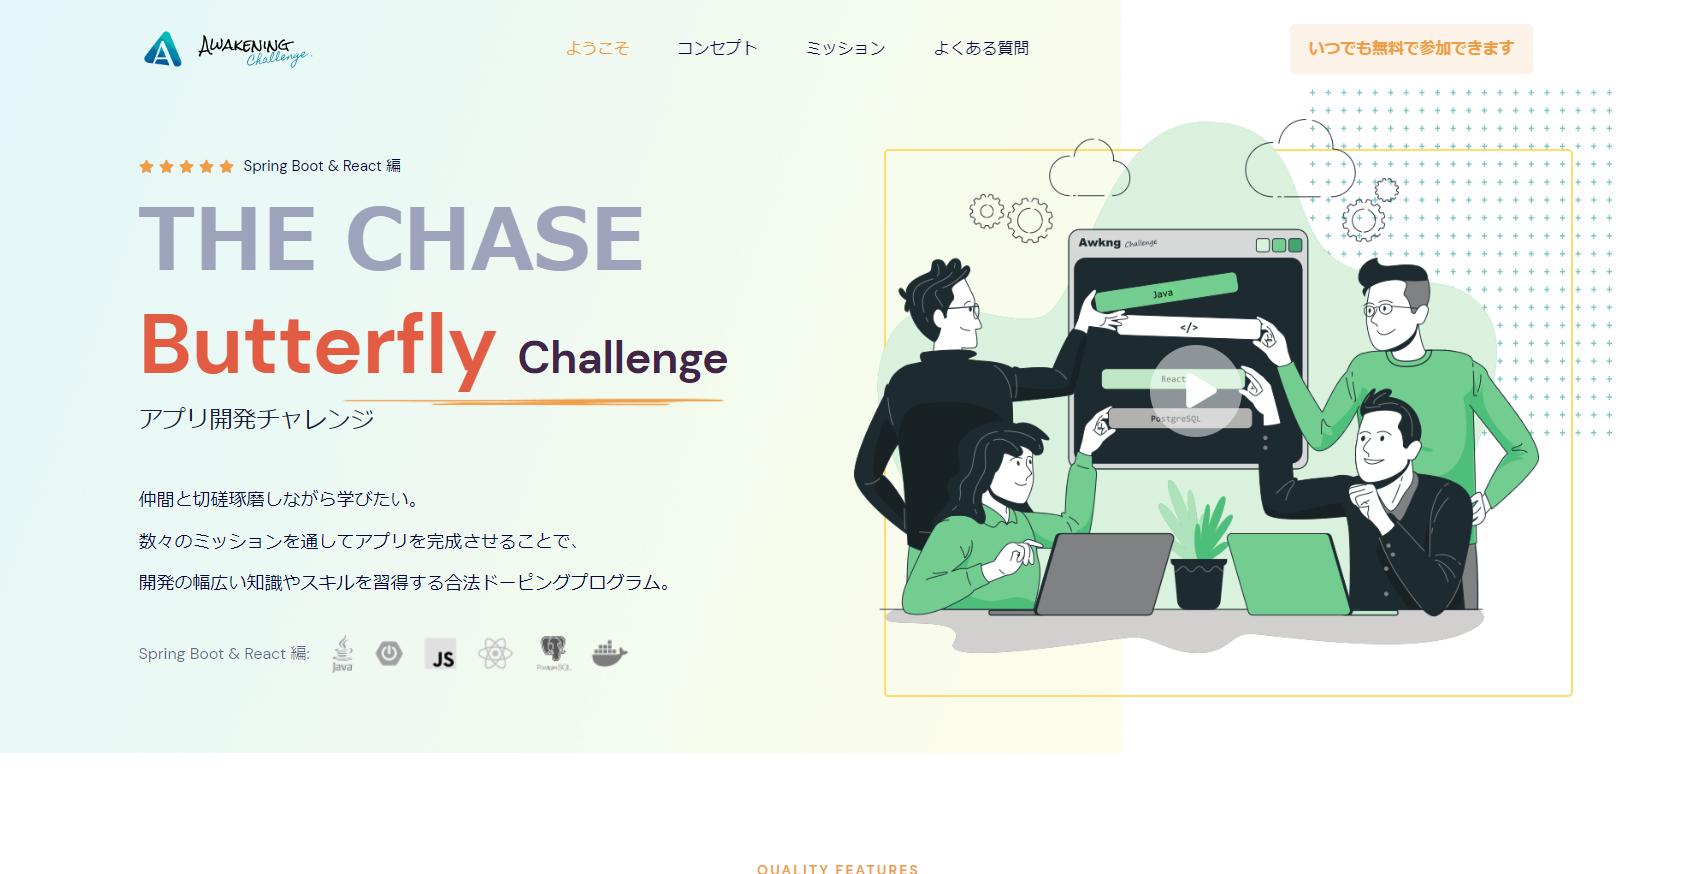 AWAKENING
Challenge.
ようこそ
コンセプト
ミッション
よくある質問
いつでも無料で参加できます
Spring Boot & React 編
THE CHASE
Butterfly Challenge
アプリ開発チャレンジ
仲間と切磋琢磨しながら学びたい。
数々のミッションを通してアプリを完成させることで、
開発の幅広い知識やスキルを習得する合法ドーピングプログラム。
Spring Boot & React 編:
Java
JS
PostgreSQL
Awkng Challenge
Java
</>
React
PostgreSQL
QUALITY FEATURES